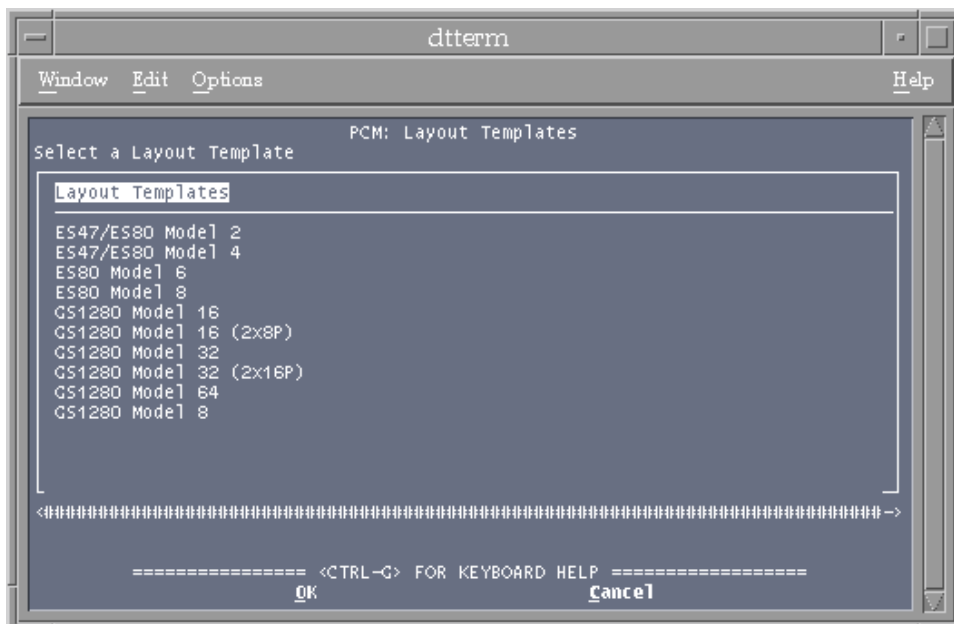 dtterm
Window Edit Options Help
PCM: Layout Templates
Select a Layout Template
Layout Templates
ES47/ES80 Model 2
ES47/ES80 Model 4
ES80 Model 6
ES80 Model 8
GS1280 Model 16
GS1280 Model 16 (2x8P)
GS1280 Model 32
GS1280 Model 32 (2x16P)
GS1280 Model 64
GS1280 Model 8
================ <CTRL-G> FOR KEYBOARD HELP ==================
OK Cancel